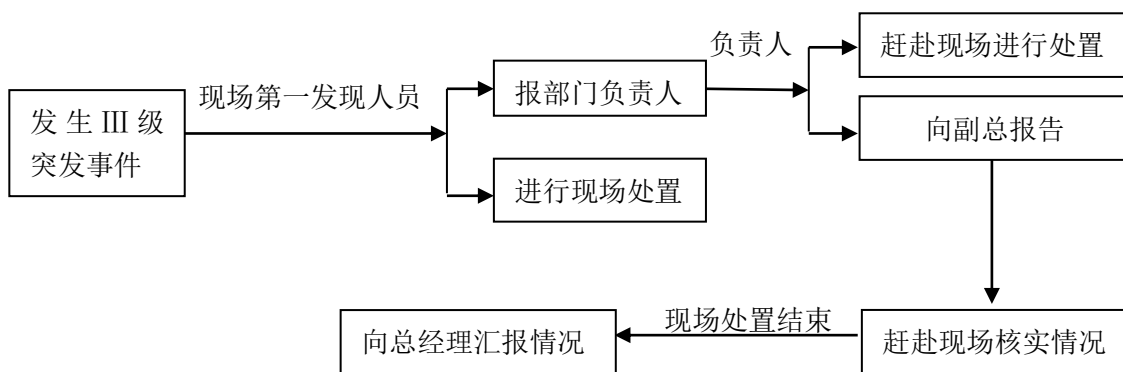 发生III级
突发事件
现场第一发现人员
报部门负责人
进行现场处置
负责人
赶赴现场进行处置
向副总报告
赶赴现场核实情况
现场处置结束
向总经理汇报情况